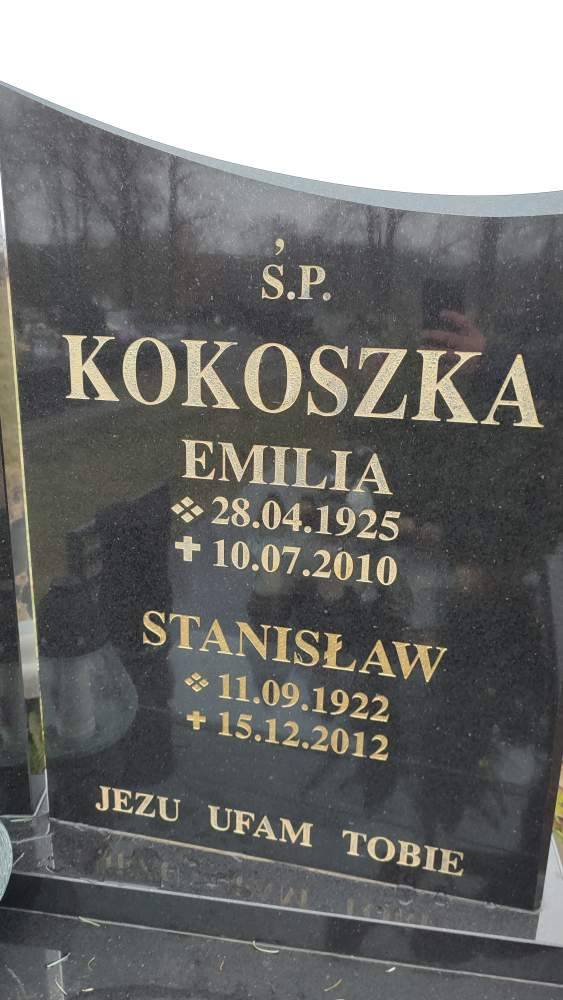 Ś.P.
KOKOSZKA
EMILIA
❖ 28.04.1925
✝ 10.07.2010
STANISŁAW
❖ 11.09.1922
✝ 15.12.2012
JEZU UFAM TOBIE